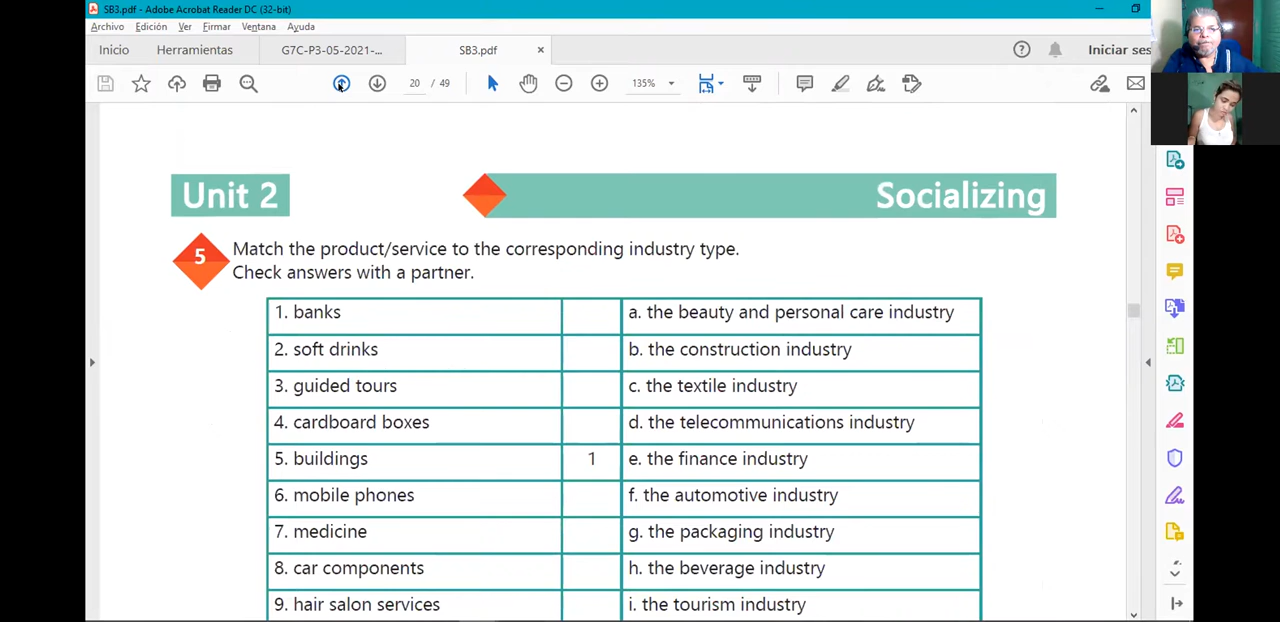 SB3.pdf - Adobe Acrobat Reader DC (32-bit)
Archivo Edición Ver Firmar Ventana Ayuda
Inicio Herramientas G7C-P3-05-2021-... SB3.pdf × Iniciar ses
20 / 49 135%
Unit 2 Socializing
5 Match the product/service to the corresponding industry type.
Check answers with a partner.
1. banks a. the beauty and personal care industry
2. soft drinks b. the construction industry
3. guided tours c. the textile industry
4. cardboard boxes d. the telecommunications industry
5. buildings 1 e. the finance industry
6. mobile phones f. the automotive industry
7. medicine g. the packaging industry
8. car components h. the beverage industry
9. hair salon services i. the tourism industry